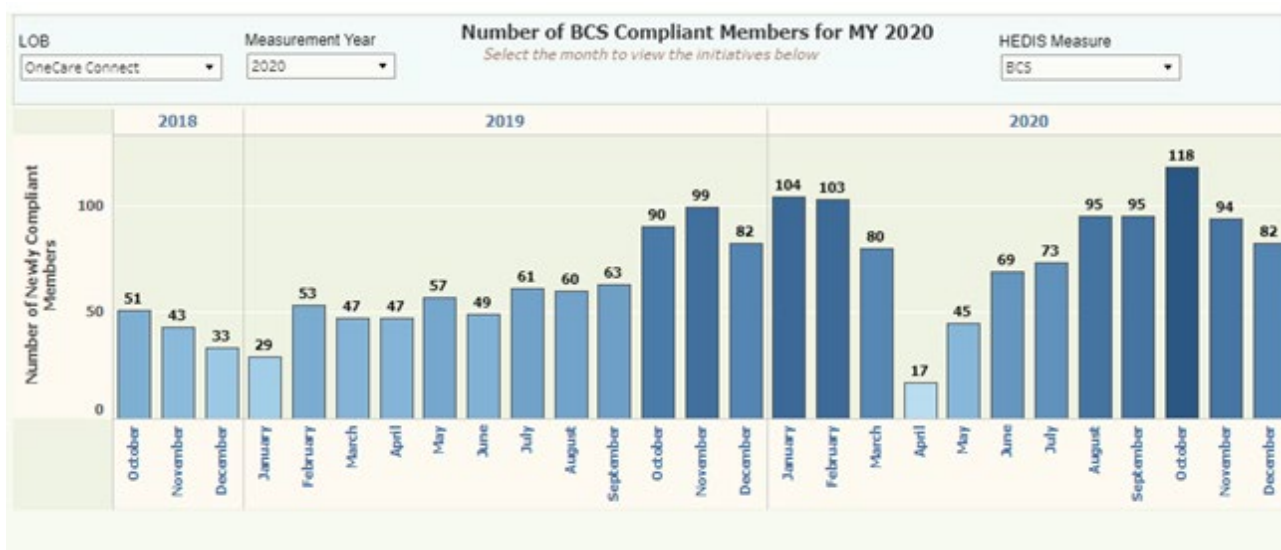 LOB
OneCare Connect
Measurement Year
2020
Number of BCS Compliant Members for MY 2020
Select the month to view the initiatives below
HEDIS Measure
BCS
2018 2019 2020
Number of Newly Compliant
Members
100
50
0
51 43 33 29 53 47 47 57 49 61 60 63 90 99 82 104 103 80 17 45 69 73 95 95 118 94 82
October November December January February March April May June July August September October November December January February March April May June July August September October November December